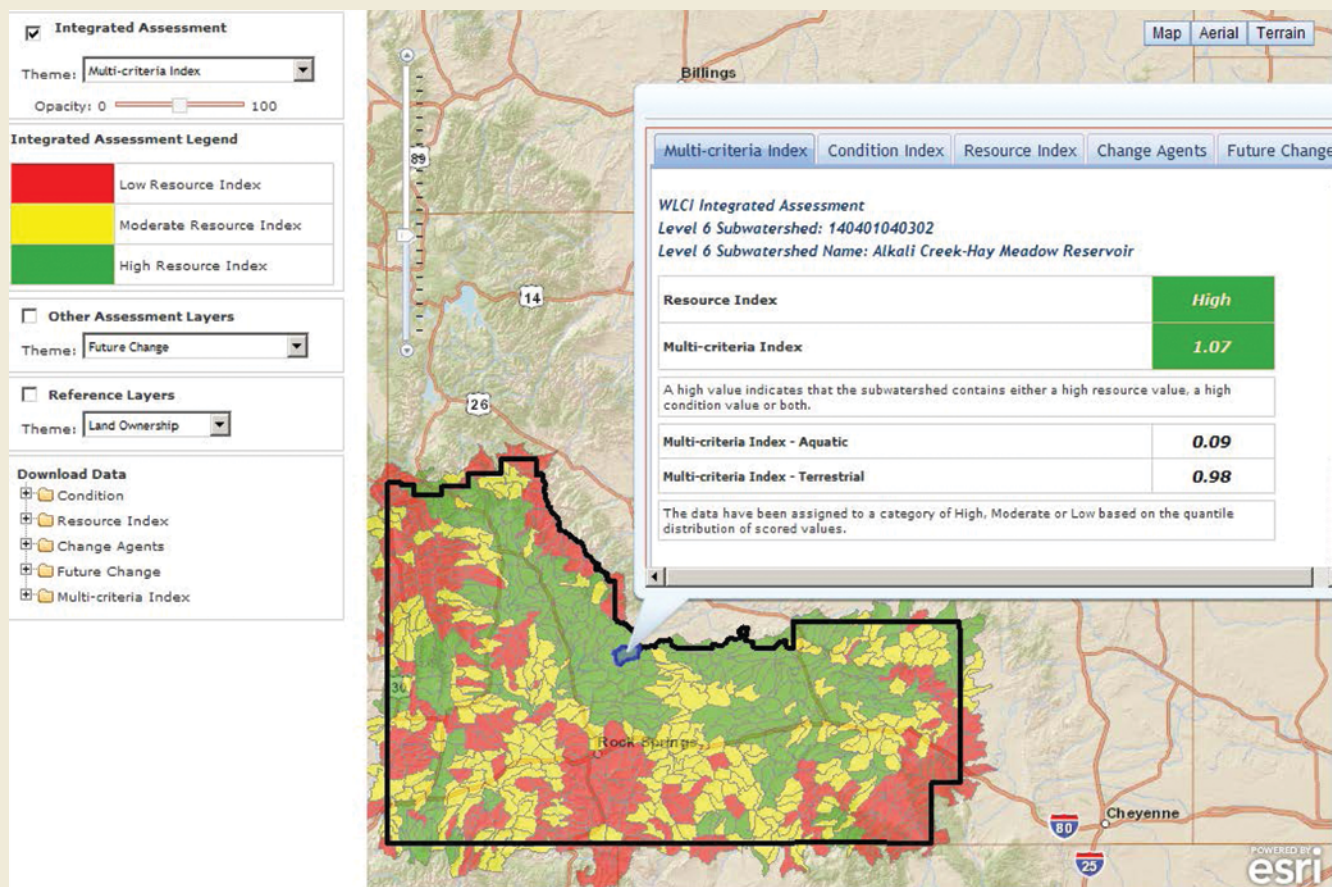 Integrated Assessment
Theme: Multi-criteria Index
Opacity: 0 100
Integrated Assessment Legend
Low Resource Index
Moderate Resource Index
High Resource Index
Other Assessment Layers
Theme: Future Change
Reference Layers
Theme: Land Ownership
Download Data
Condition
Resource Index
Change Agents
Future Change
Multi-criteria Index
Map Aerial Terrain
Billings
89
14
26
30
Rock Springs
Cheyenne
80
25
Multi-criteria Index Condition Index Resource Index Change Agents Future Change
WLCI Integrated Assessment
Level 6 Subwatershed: 140401040302
Level 6 Subwatershed Name: Alkali Creek-Hay Meadow Reservoir
Resource Index High
Multi-criteria Index 1.07
A high value indicates that the subwatershed contains either a high resource value, a high
condition value or both.
Multi-criteria Index - Aquatic 0.09
Multi-criteria Index - Terrestrial 0.98
The data have been assigned to a category of High, Moderate or Low based on the quantile
distribution of scored values.
POWERED BY
esri